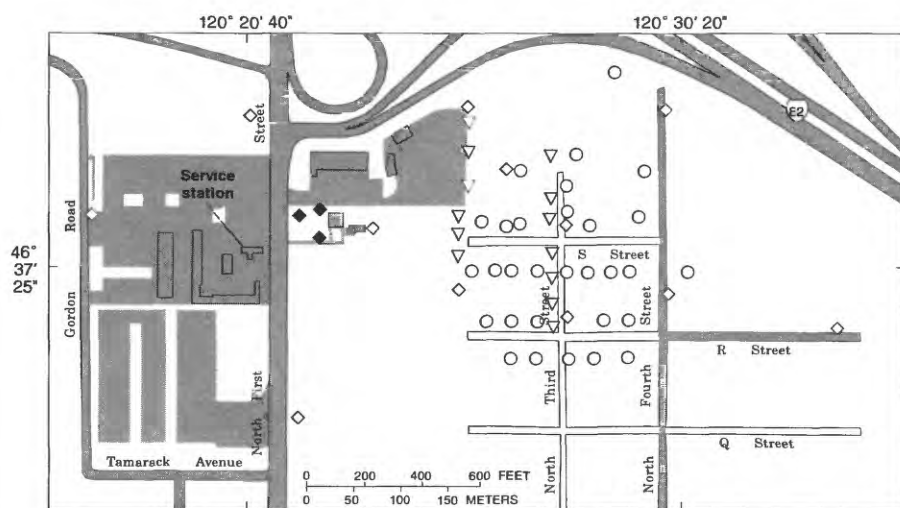 120° 20' 40"
120° 30' 20"
Street
82
Service
station
Road
46°
37'
25"
S Street
Street
Street
Gordon
R Street
First
Third
Fourth
Q Street
Tamarack Avenue
North
North
North
0 200 400 600 FEET
0 50 100 150 METERS